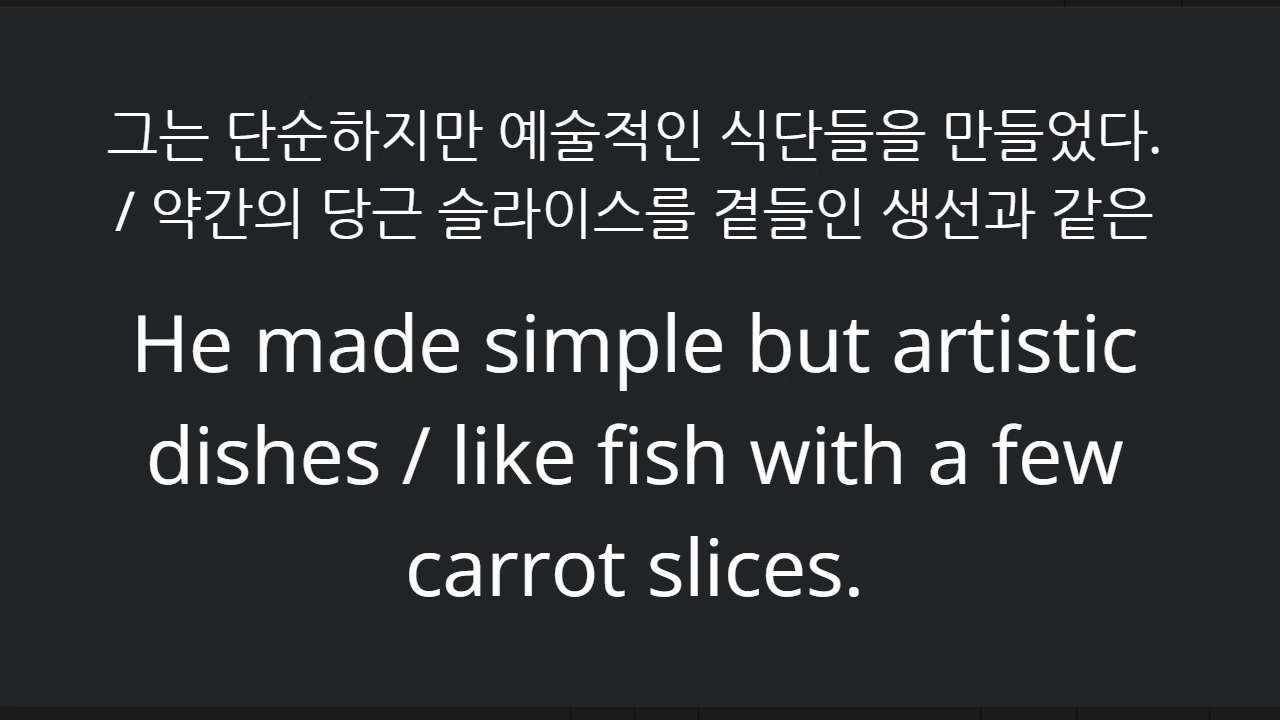 그는 단순하지만 예술적인 식단들을 만들었다.
/ 약간의 당근 슬라이스를 곁들인 생선과 같은
He made simple but artistic
dishes / like fish with a few
carrot slices.